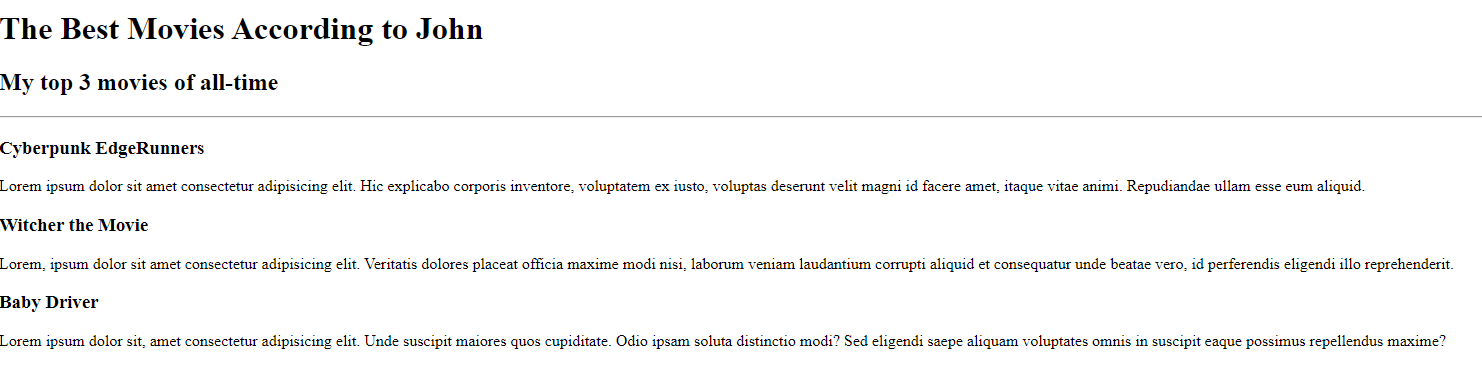 The Best Movies According to John
My top 3 movies of all-time
Cyberpunk EdgeRunners
Lorem ipsum dolor sit amet consectetur adipisicing elit. Hic explicabo corporis inventore, voluptatem ex iusto, voluptas deserunt velit magni id facere amet, itaque vitae animi. Repudiandae ullam esse eum aliquid.
Witcher the Movie
Lorem, ipsum dolor sit amet consectetur adipisicing elit. Veritatis dolores placeat officia maxime modi nisi, laborum veniam laudantium corrupti aliquid et consequatur unde beatae vero, id perferendis eligendi illo reprehenderit.
Baby Driver
Lorem ipsum dolor sit, amet consectetur adipisicing elit. Unde suscipit maiores quos cupiditate. Odio ipsam soluta distinctio modi? Sed eligendi saepe aliquam voluptates omnis in suscipit eaque possimus repellendus maxime?